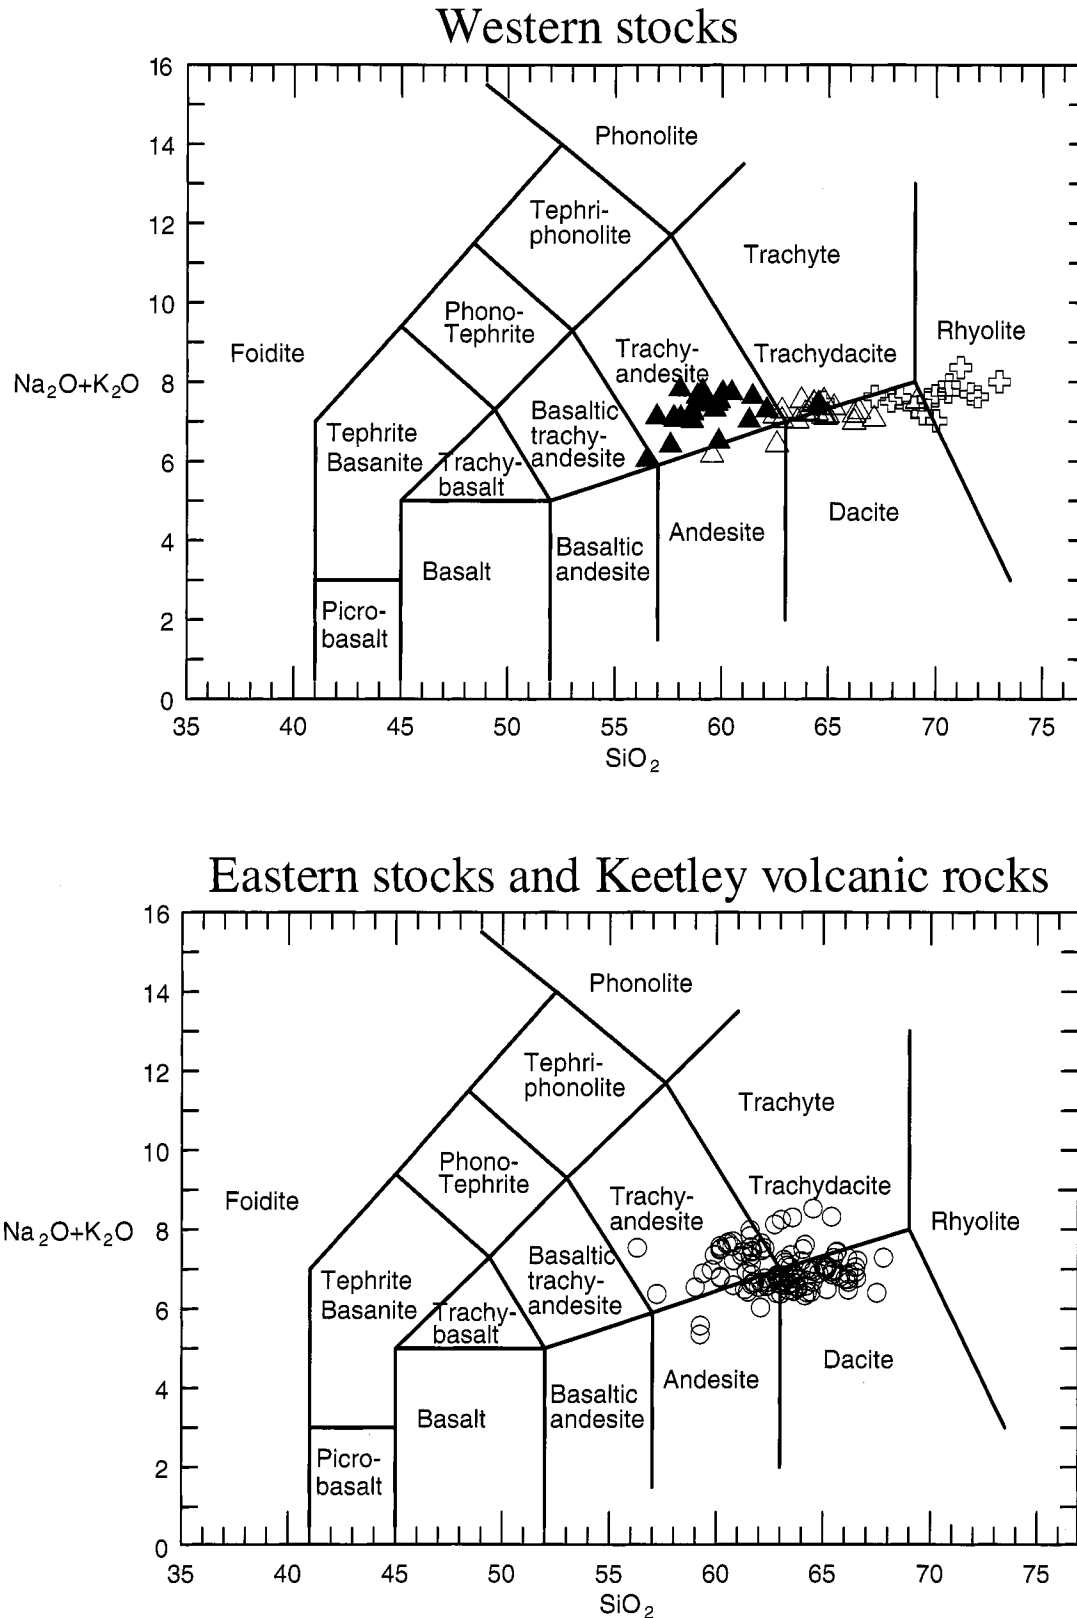 Western stocks
16
14
12
10
8
6
4
2
0
Na2O+K2O
Phonolite
Tephri-
phonolite
Trachyte
Phono-
Tephrite
Foidite
Trachy-
andesite
Trachydacite
Rhyolite
Basaltic
trachy-
andesite
Tephrite
Basanite
Trachy-
basalt
Dacite
Andesite
Basaltic
andesite
Basalt
Picro-
basalt
35 40 45 50 55 60 65 70 75
SiO2
Eastern stocks and Keetley volcanic rocks
16
14
12
10
8
6
4
2
0
Na2O+K2O
Phonolite
Tephri-
phonolite
Trachyte
Phono-
Tephrite
Foidite
Trachy-
andesite
Trachydacite
Rhyolite
Basaltic
trachy-
andesite
Tephrite
Basanite
Trachy-
basalt
Dacite
Andesite
Basaltic
andesite
Basalt
Picro-
basalt
35 40 45 50 55 60 65 70 75
SiO2